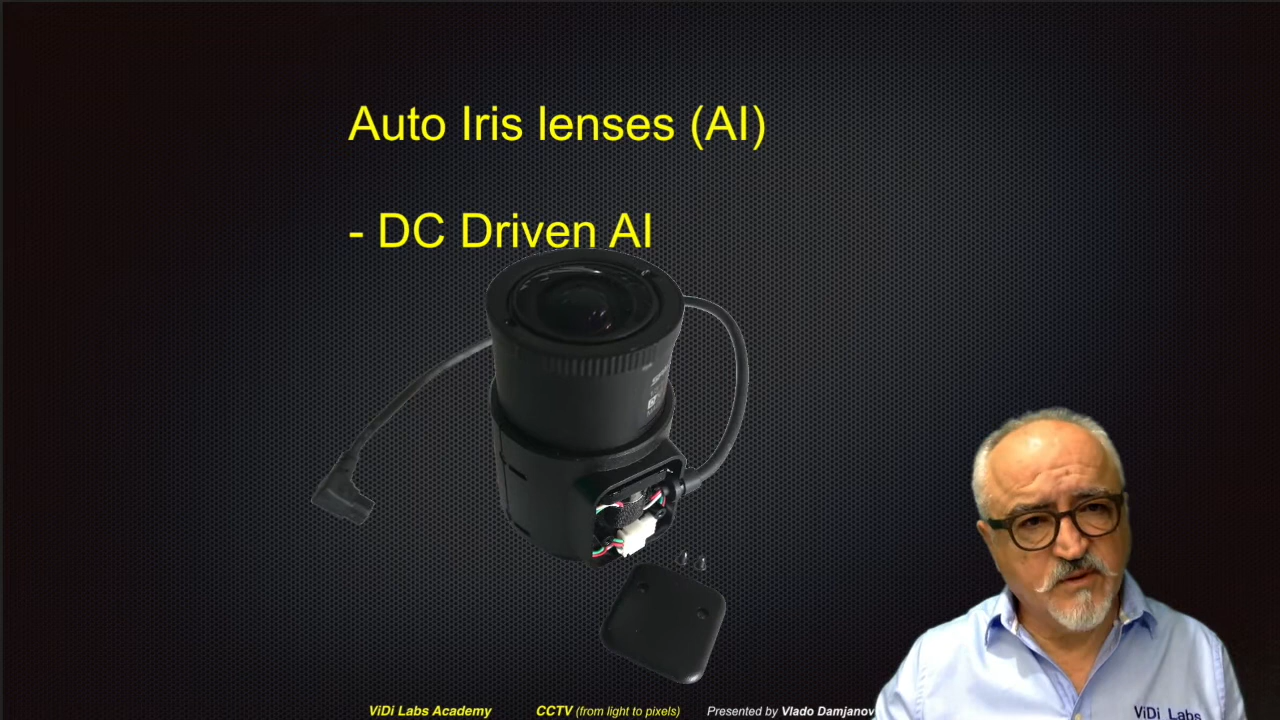 Auto Iris lenses (AI)
- DC Driven AI
ViDi Labs Academy CCTV (from light to pixels) Presented by Vlado Damjanov
ViDi Labs